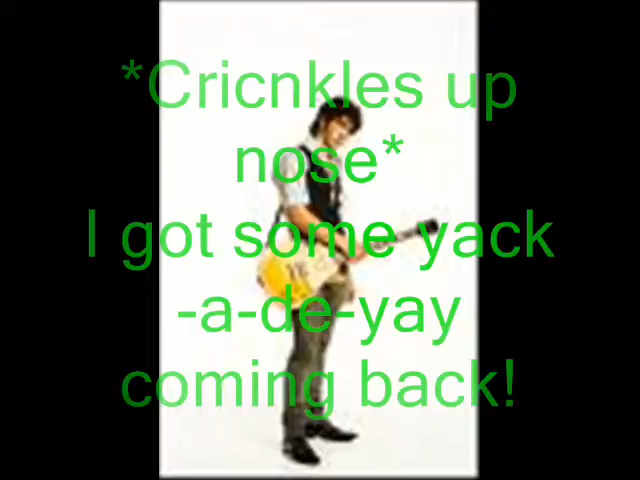 *Cricnkles up
nose*
I got some yack
-a-de-yay
coming back!